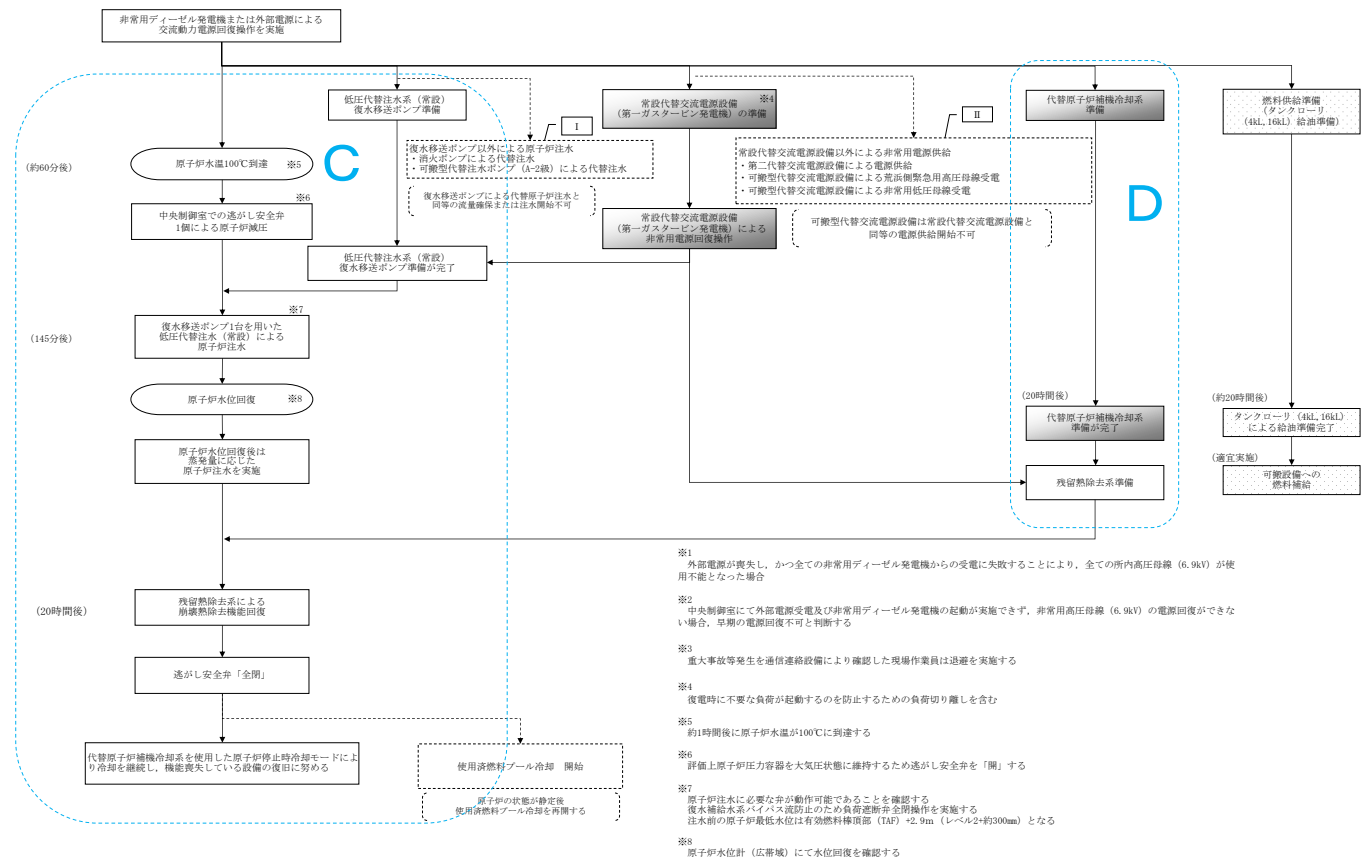 非常用ディーゼル発電機または外部電源による
交流動力電源回復操作を実施
低圧代替注水系（常設）
復水移送ポンプ準備
※4
常設代替交流電源設備
（第一ガスタービン発電機）の準備
代替原子炉補機冷却系
準備
燃料供給準備
（タンクローリ
(4kL,16kL) 給油準備）
Ⅰ
復水移送ポンプ以外による原子炉注水
・消火ポンプによる代替注水
・可搬型代替注水ポンプ（A-2級）による代替注水
復水移送ポンプによる代替原子炉注水と
同等の流量確保または注水開始不可
Ⅱ
常設代替交流電源設備以外による非常用電源供給
・第二代替交流電源設備による電源供給
・可搬型代替交流電源設備による荒浜側緊急用高圧母線受電
・可搬型代替交流電源設備による非常用低圧母線受電
可搬型代替交流電源設備は常設代替交流電源設備と
同等の電源供給開始不可
C
D
(約60分後)
原子炉水温100℃到達
※5
※6
中央制御室での逃がし安全弁
1個による原子炉減圧
常設代替交流電源設備
（第一ガスタービン発電機）による
非常用電源回復操作
低圧代替注水系（常設）
復水移送ポンプ準備が完了
※7
(145分後)
復水移送ポンプ1台を用いた
低圧代替注水（常設）による
原子炉注水
原子炉水位回復
※8
原子炉水位回復後は
蒸発量に応じた
原子炉注水を実施
(20時間後)
代替原子炉補機冷却系
準備が完了
残留熱除去系準備
(約20時間後)
タンクローリ (4kL,16kL)
による給油準備完了
(適宜実施)
可搬設備への
燃料補給
(20時間後)
残留熱除去系による
崩壊熱除去機能回復
逃がし安全弁「全閉」
代替原子炉補機冷却系を使用した原子炉停止時冷却モードによ
り冷却を継続し，機能喪失している設備の復旧に努める
使用済燃料プール冷却　開始
原子炉の状態が静定後
使用済燃料プール冷却を再開する
※1
外部電源が喪失し，かつ全ての非常用ディーゼル発電機からの受電に失敗することにより，全ての所内高圧母線（6.9kV）が使
用不能となった場合
※2
中央制御室にて外部電源受電及び非常用ディーゼル発電機の起動が実施できず，非常用高圧母線（6.9kV）の電源回復ができな
い場合，早期の電源回復不可と判断する
※3
重大事故等発生を通信連絡設備により確認した現場作業員は退避を実施する
※4
復電時に不要な負荷が起動するのを防止するための負荷切り離しを含む
※5
約1時間後に原子炉水温が100℃に到達する
※6
評価上原子炉圧力容器を大気圧状態に維持するため逃がし安全弁を「開」する
※7
原子炉注水に必要な弁が動作可能であることを確認する
復水補給水系バイパス流防止のため負荷遮断弁全閉操作を実施する
注水前の原子炉最低水位は有効燃料棒頂部（TAF）+2.9m（レベル2+約300mm）となる
※8
原子炉水位計（広帯域）にて水位回復を確認する